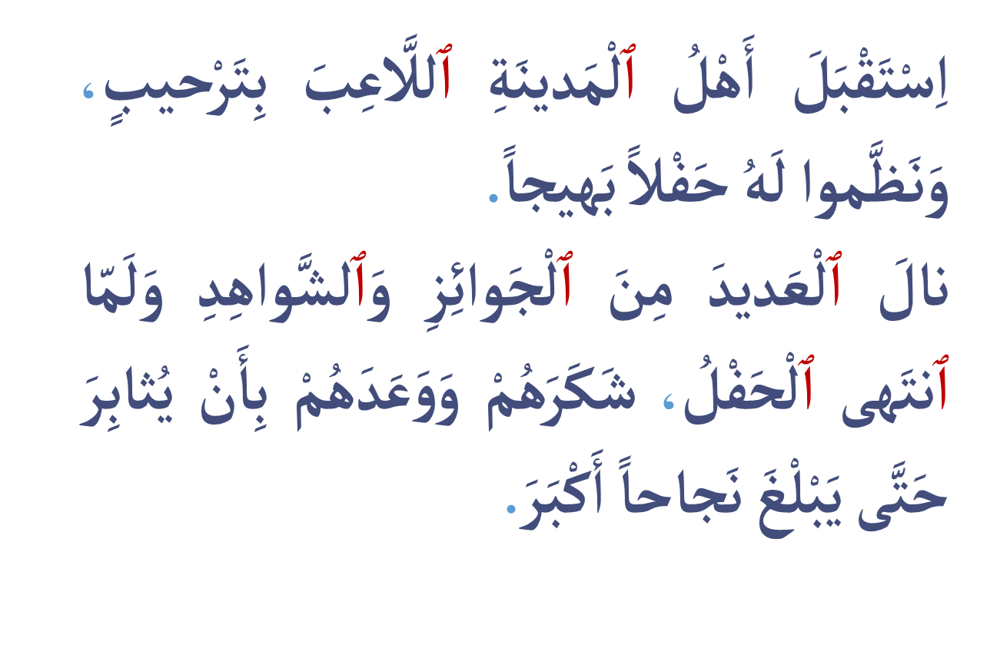 اِسْتَقْبَلَ أَهْلُ ٱلْمَدينَةِ ٱللَّاعِبَ بِتَرْحيبٍ،
وَنَظَّموا لَهُ حَفْلاً بَهيجاً.
نالَ ٱلْعَديدَ مِنَ ٱلْجَوائِزِ وَٱلشَّواهِدِ وَلَمّا
ٱنتَهى ٱلْحَفْلُ، شَكَرَهُمْ وَوَعَدَهُمْ بِأَنْ يُثابِرَ
حَتَّى يَبْلْغَ نَجاحاً أَكْبَرَ.